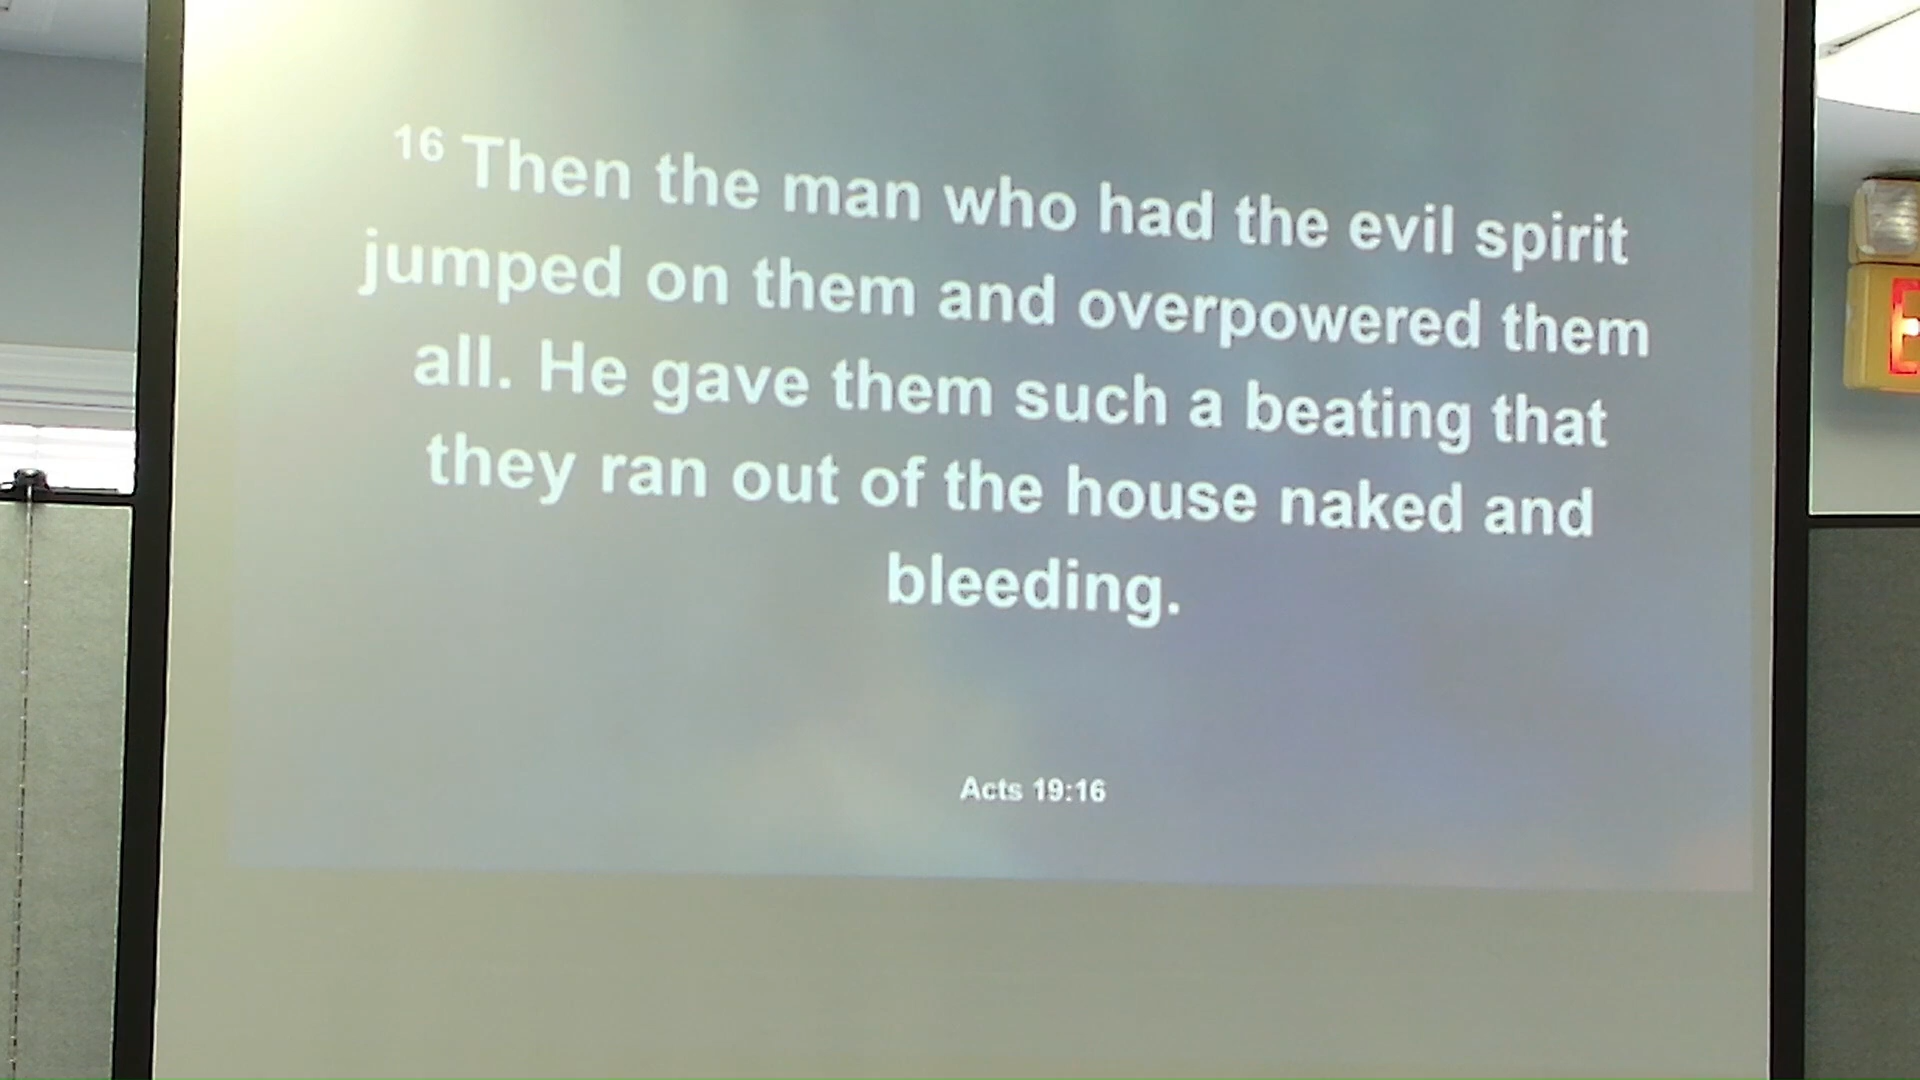 16 Then the man who had the evil spirit
jumped on them and overpowered them
all. He gave them such a beating that
they ran out of the house naked and
bleeding.
Acts 19:16